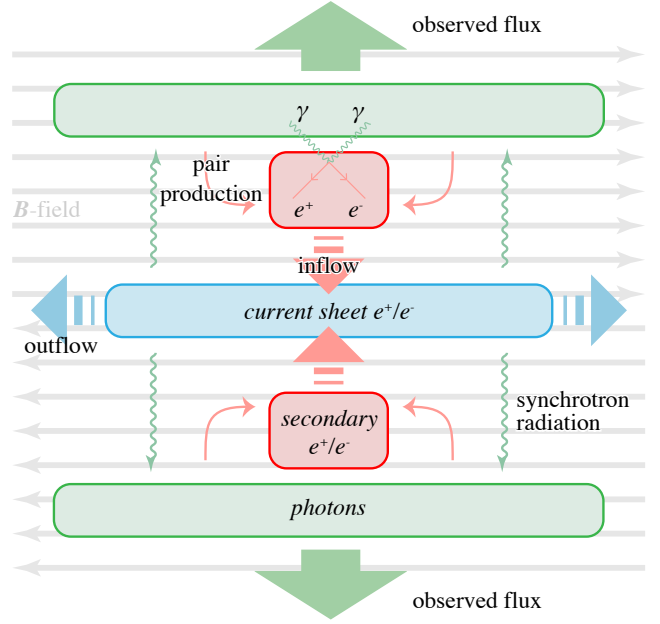 observed flux
γ γ
pair
production
e⁺ e⁻
B-field
inflow
current sheet e⁺/e⁻
outflow
synchrotron
radiation
secondary
e⁺/e⁻
photons
observed flux